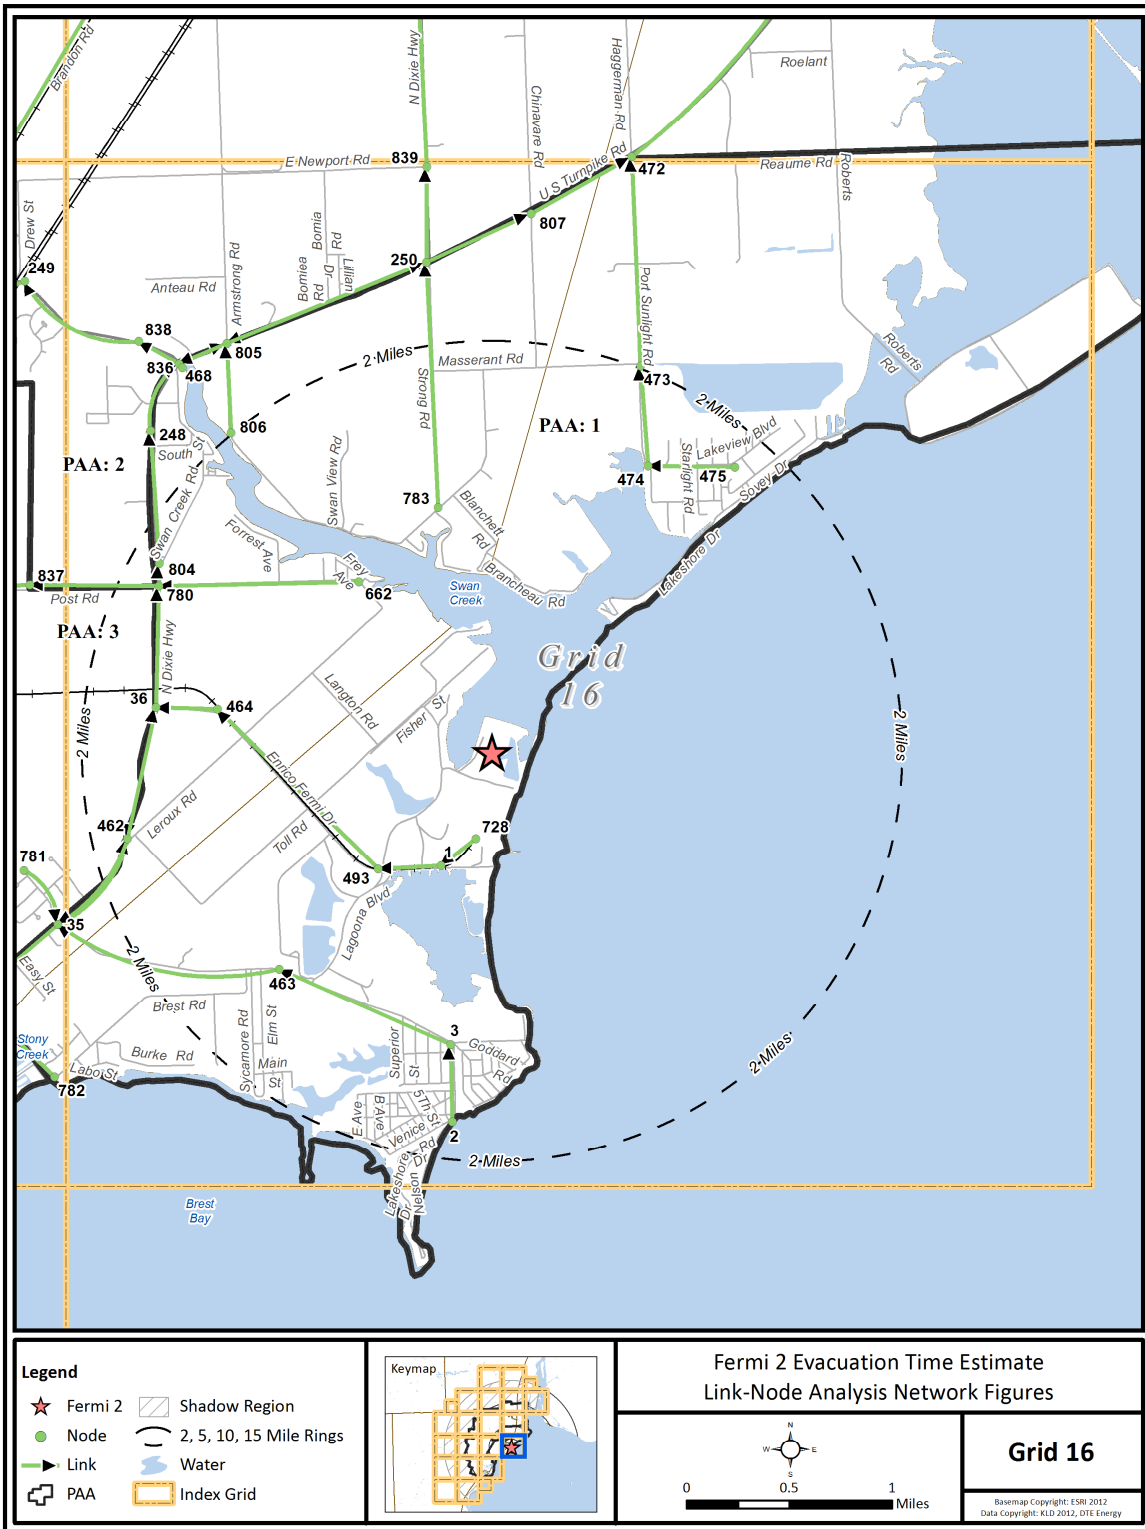 Brandon Rd
N Dixie Hwy
Haggerman Rd
Roelant
Chinavare Rd
E Newport Rd
839
U S Turnpike Rd
472
Reaume Rd
Roberts
Drew St
249
Bomia
Rd
Bomiea
Rd
Dr
Lillian
250
807
Anteau Rd
Armstrong Rd
Port Sunlight Rd
838
805
836
468
2 Miles
Masserant Rd
473
Roberts
Rd
2 Miles
Strong Rd
PAA: 1
248
806
South
St
PAA: 2
Swan Creek Rd
Swan View Rd
783
Blanchett
Rd
474
475
Starlight Rd
Lakeview Blvd
Sovey Dr
Forrest
Ave
Frey
Ave
837
804
780
Post Rd
662
Swan
Creek
Brancheau Rd
Lakeshore Dr
PAA: 3
N Dixie Hwy
Grid
16
36
464
Langton Rd
Fisher St
2 Miles
2 Miles
Enrico Fermi Dr
Leroux Rd
462
Toll Rd
728
1
493
781
35
Lagoona Blvd
Easy St
2 Miles
463
Brest Rd
Stony
Creek
Burke Rd
Sycamore Rd
Elm St
Main
St
Superior
St
3
Goddard
Rd
2 Miles
Labo St
782
E Ave
B Ave
5Th St
Venice
Rd
2
Lakeshore
Dr
Nelson
Dr
2 Miles
Brest
Bay
Legend
Fermi 2
Shadow Region
Node
2, 5, 10, 15 Mile Rings
Link
Water
PAA
Index Grid
Keymap
Fermi 2 Evacuation Time Estimate
Link-Node Analysis Network Figures
N
W
E
S
0
0.5
1
Miles
Grid 16
Basemap Copyright: ESRI 2012
Data Copyright: KLD 2012, DTE Energy